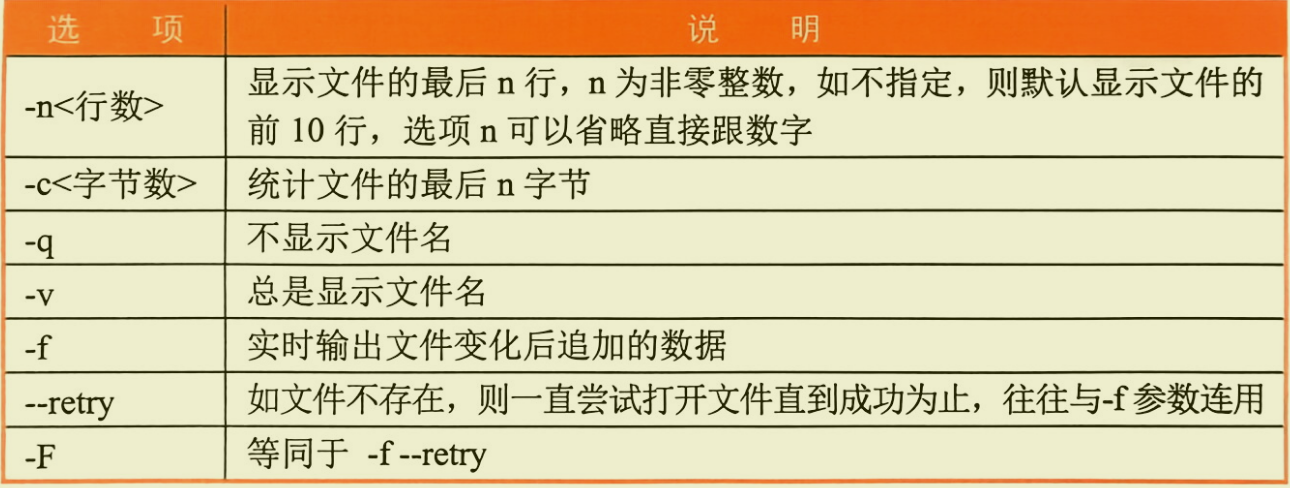 选 项 说 明
-n<行数> 显示文件的最后 n 行，n 为非零整数，如不指定，则默认显示文件的
前 10 行，选项 n 可以省略直接跟数字
-c<字节数> 统计文件的最后 n 字节
-q 不显示文件名
-v 总是显示文件名
-f 实时输出文件变化后追加的数据
--retry 如文件不存在，则一直尝试打开文件直到成功为止，往往与-f 参数连用
-F 等同于 -f --retry